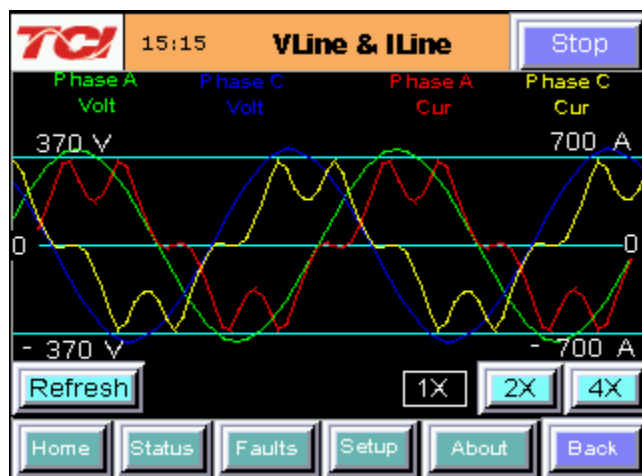 TCI 15:15 VLine & ILine Stop
Phase A Phase C Phase A Phase C
Volt Volt Cur Cur
370 V 700 A
0 0
- 370 V - 700 A
Refresh 1X 2X 4X
Home Status Faults Setup About Back